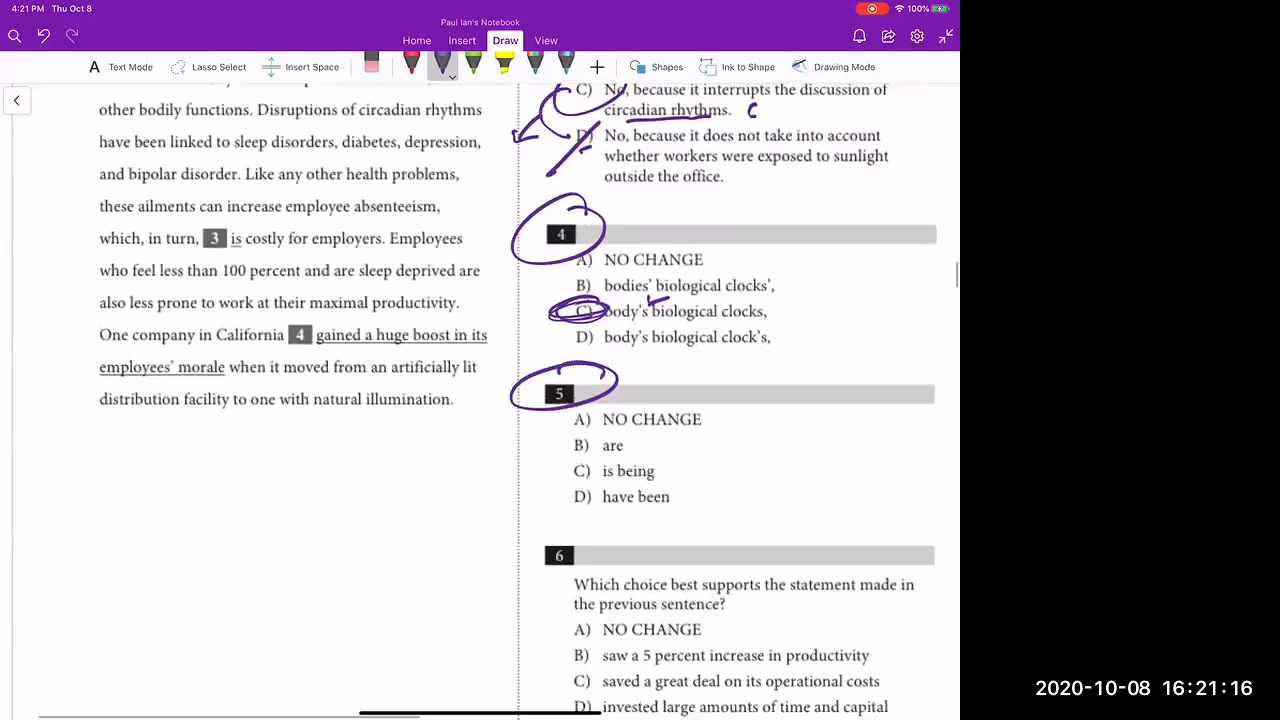 4:21 PM Thu Oct 8
100%
Paul Ian's Notebook
Home Insert Draw View
A Text Mode Lasso Select Insert Space Shapes Ink to Shape Drawing Mode
other bodily functions. Disruptions of circadian rhythms
have been linked to sleep disorders, diabetes, depression,
and bipolar disorder. Like any other health problems,
these ailments can increase employee absenteeism,
which, in turn, 3 is costly for employers. Employees
who feel less than 100 percent and are sleep deprived are
also less prone to work at their maximal productivity.
One company in California 4 gained a huge boost in its
employees' morale when it moved from an artificially lit
distribution facility to one with natural illumination.
C) No, because it interrupts the discussion of
circadian rhythms. C
D) No, because it does not take into account
whether workers were exposed to sunlight
outside the office.
4
A) NO CHANGE
B) bodies' biological clocks',
C) body's biological clocks,
D) body's biological clock's,
5
A) NO CHANGE
B) are
C) is being
D) have been
6
Which choice best supports the statement made in
the previous sentence?
A) NO CHANGE
B) saw a 5 percent increase in productivity
C) saved a great deal on its operational costs
D) invested large amounts of time and capital
2020-10-08 16:21:16